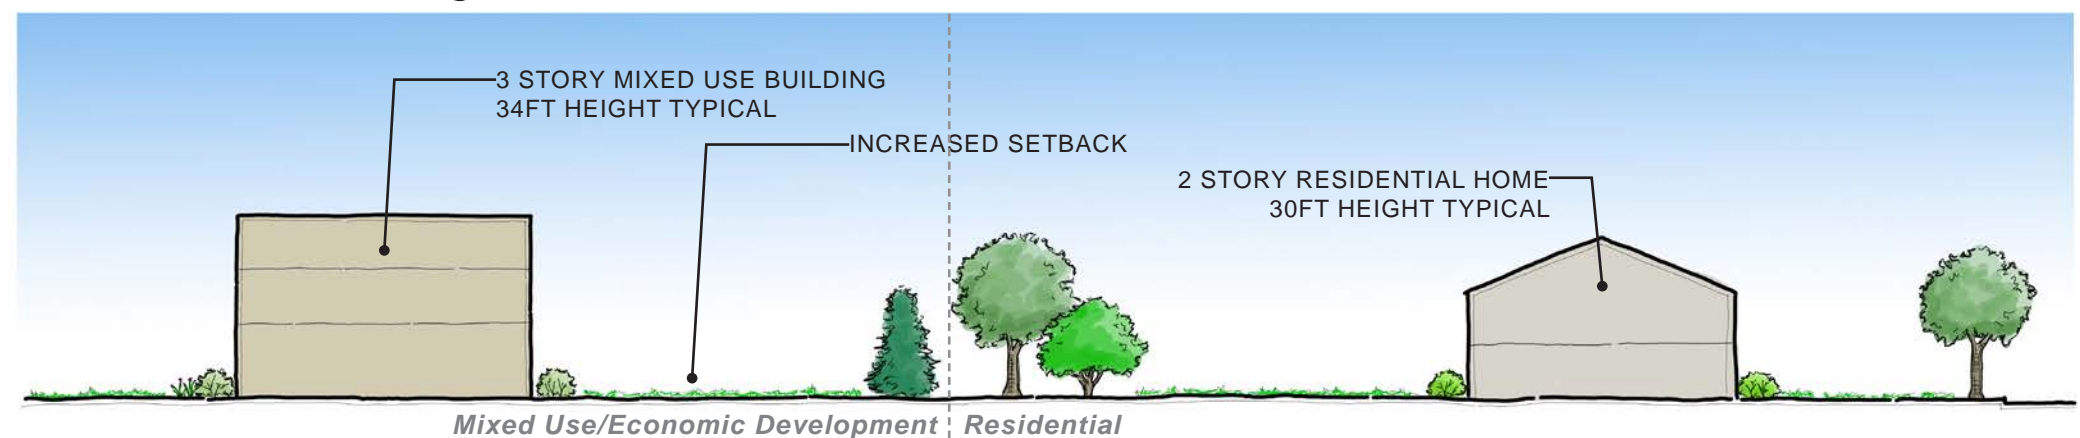 3 STORY MIXED USE BUILDING
34FT HEIGHT TYPICAL
INCREASED SETBACK
2 STORY RESIDENTIAL HOME
30FT HEIGHT TYPICAL
Mixed Use/Economic Development
Residential